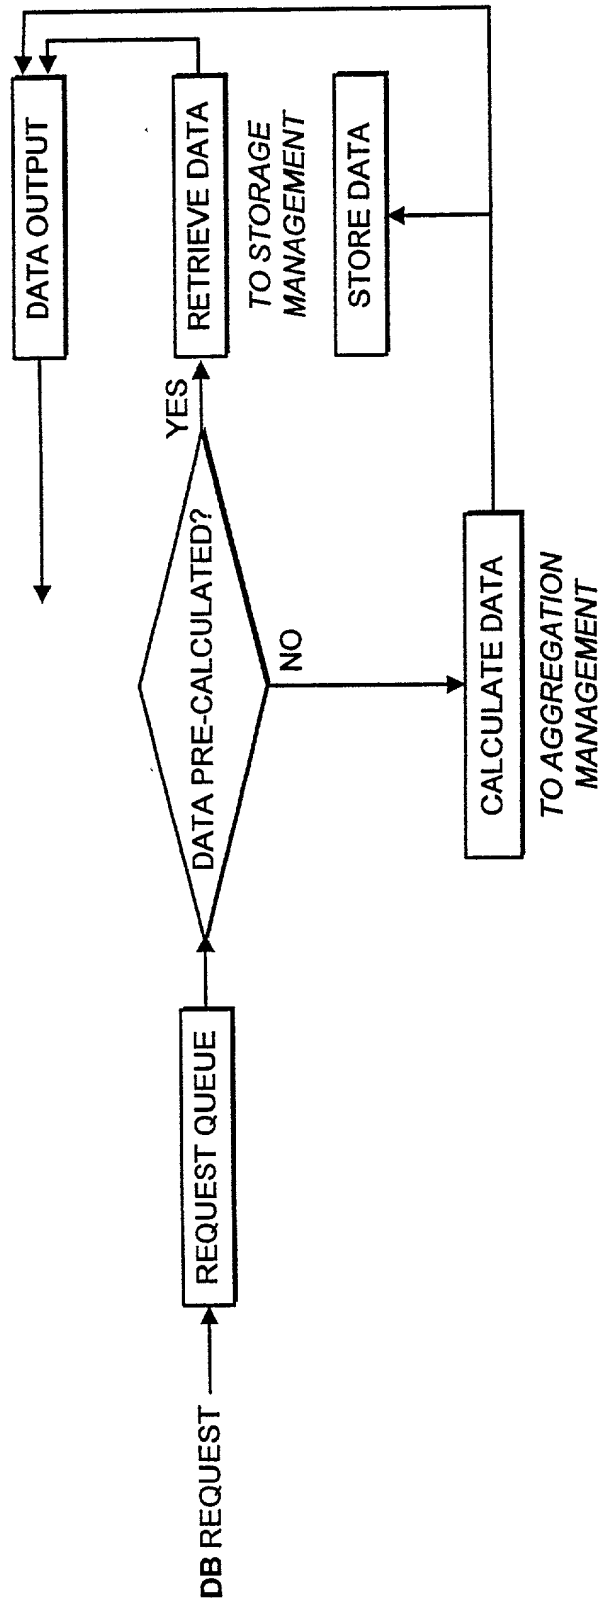 DB REQUEST
REQUEST QUEUE
DATA PRE-CALCULATED?
YES
NO
DATA OUTPUT
RETRIEVE DATA
TO STORAGE
MANAGEMENT
STORE DATA
CALCULATE DATA
TO AGGREGATION
MANAGEMENT